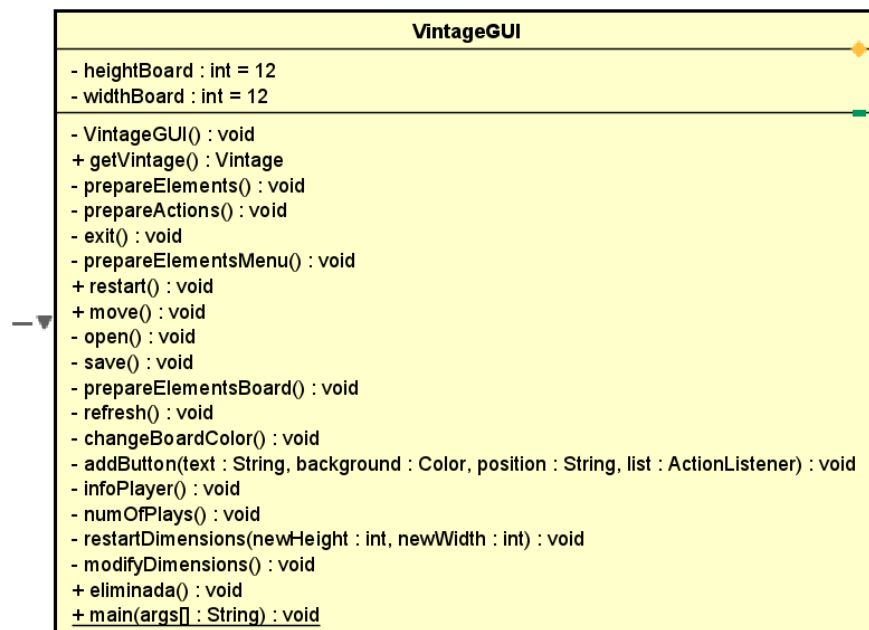 VintageGUI
- heightBoard : int = 12
- widthBoard : int = 12
- VintageGUI() : void
+ getVintage() : Vintage
- prepareElements() : void
- prepareActions() : void
- exit() : void
- prepareElementsMenu() : void
+ restart() : void
+ move() : void
- open() : void
- save() : void
- prepareElementsBoard() : void
- refresh() : void
- changeBoardColor() : void
- addButton(text : String, background : Color, position : String, list : ActionListener) : void
- infoPlayer() : void
- numOfPlays() : void
- restartDimensions(newHeight : int, newWidth : int) : void
- modifyDimensions() : void
+ eliminada() : void
+ main(args[] : String) : void